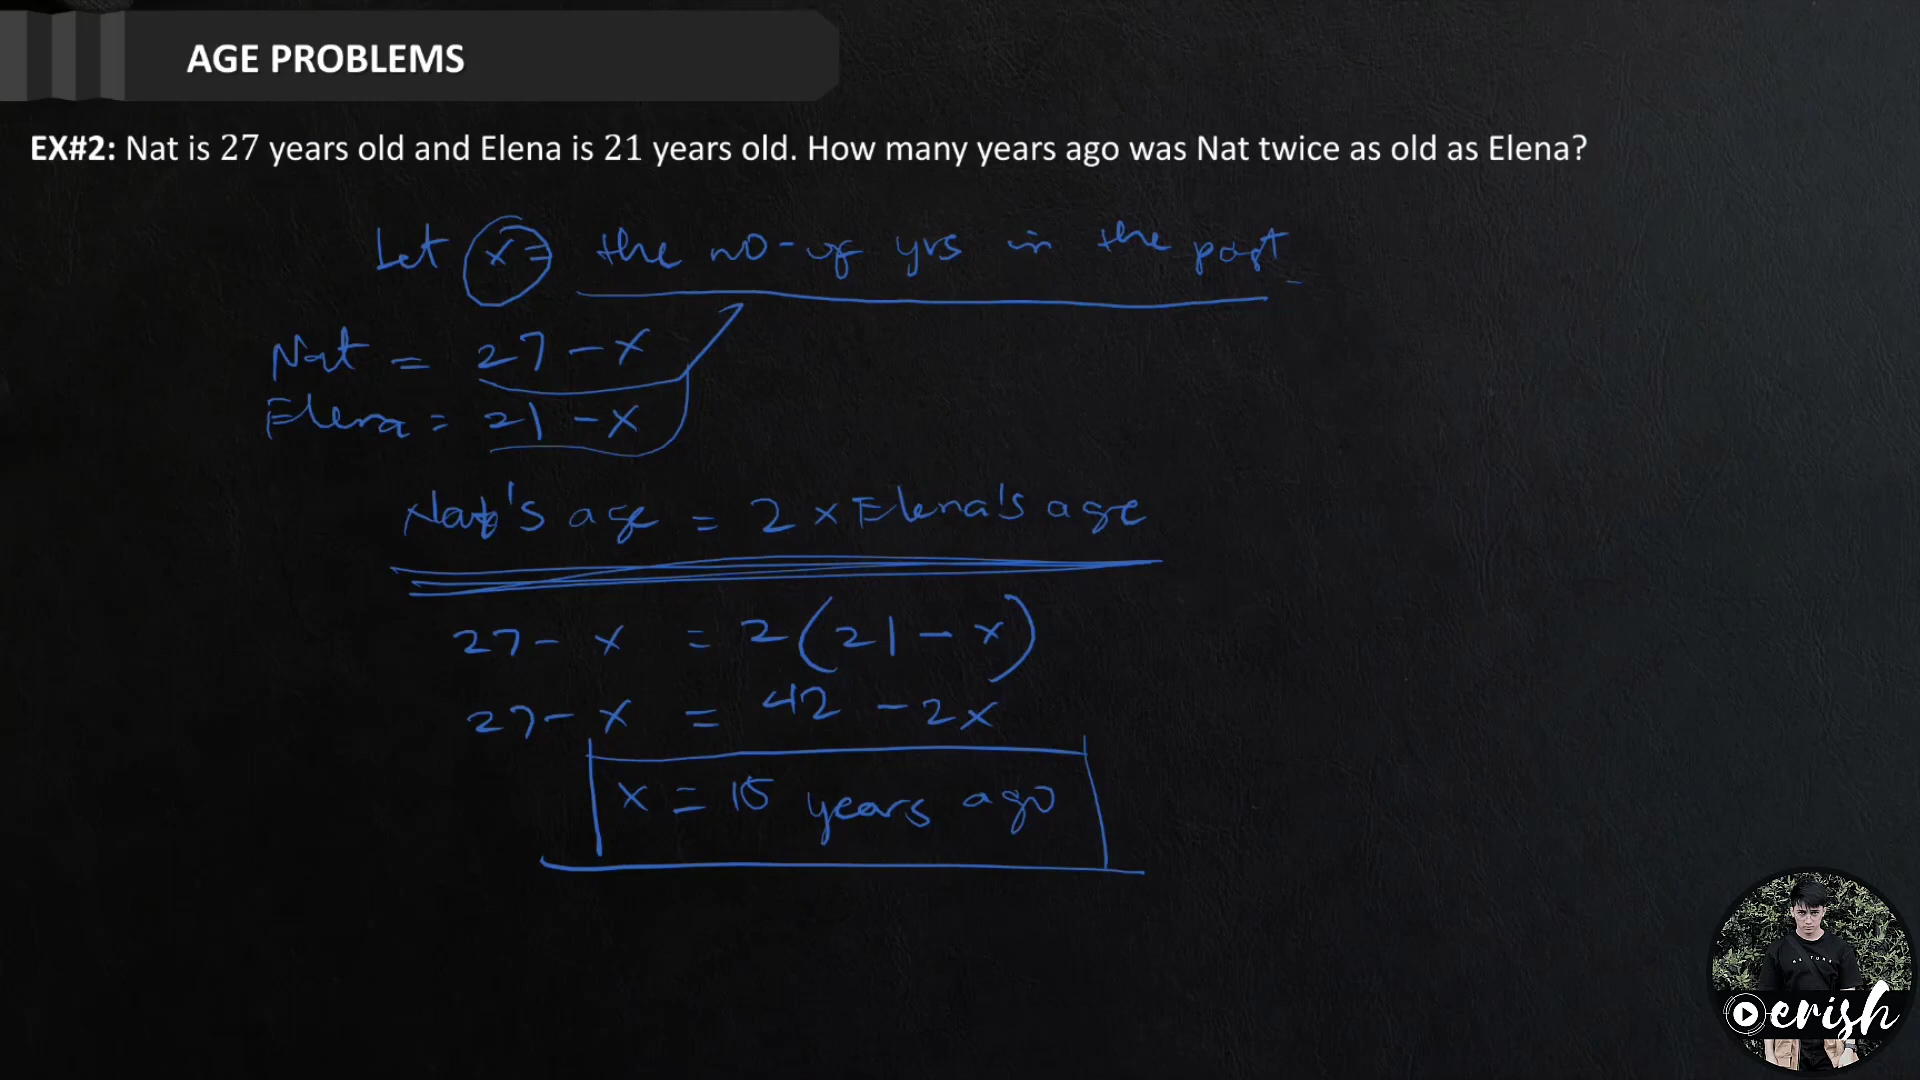 AGE PROBLEMS
EX#2: Nat is 27 years old and Elena is 21 years old. How many years ago was Nat twice as old as Elena?
Let x = the no. of yrs in the past
Nat = 27 - x
Elena = 21 - x
Nat's age = 2 x Elena's age
27 - x = 2(21 - x)
27 - x = 42 - 2x
x = 15 years ago
erish